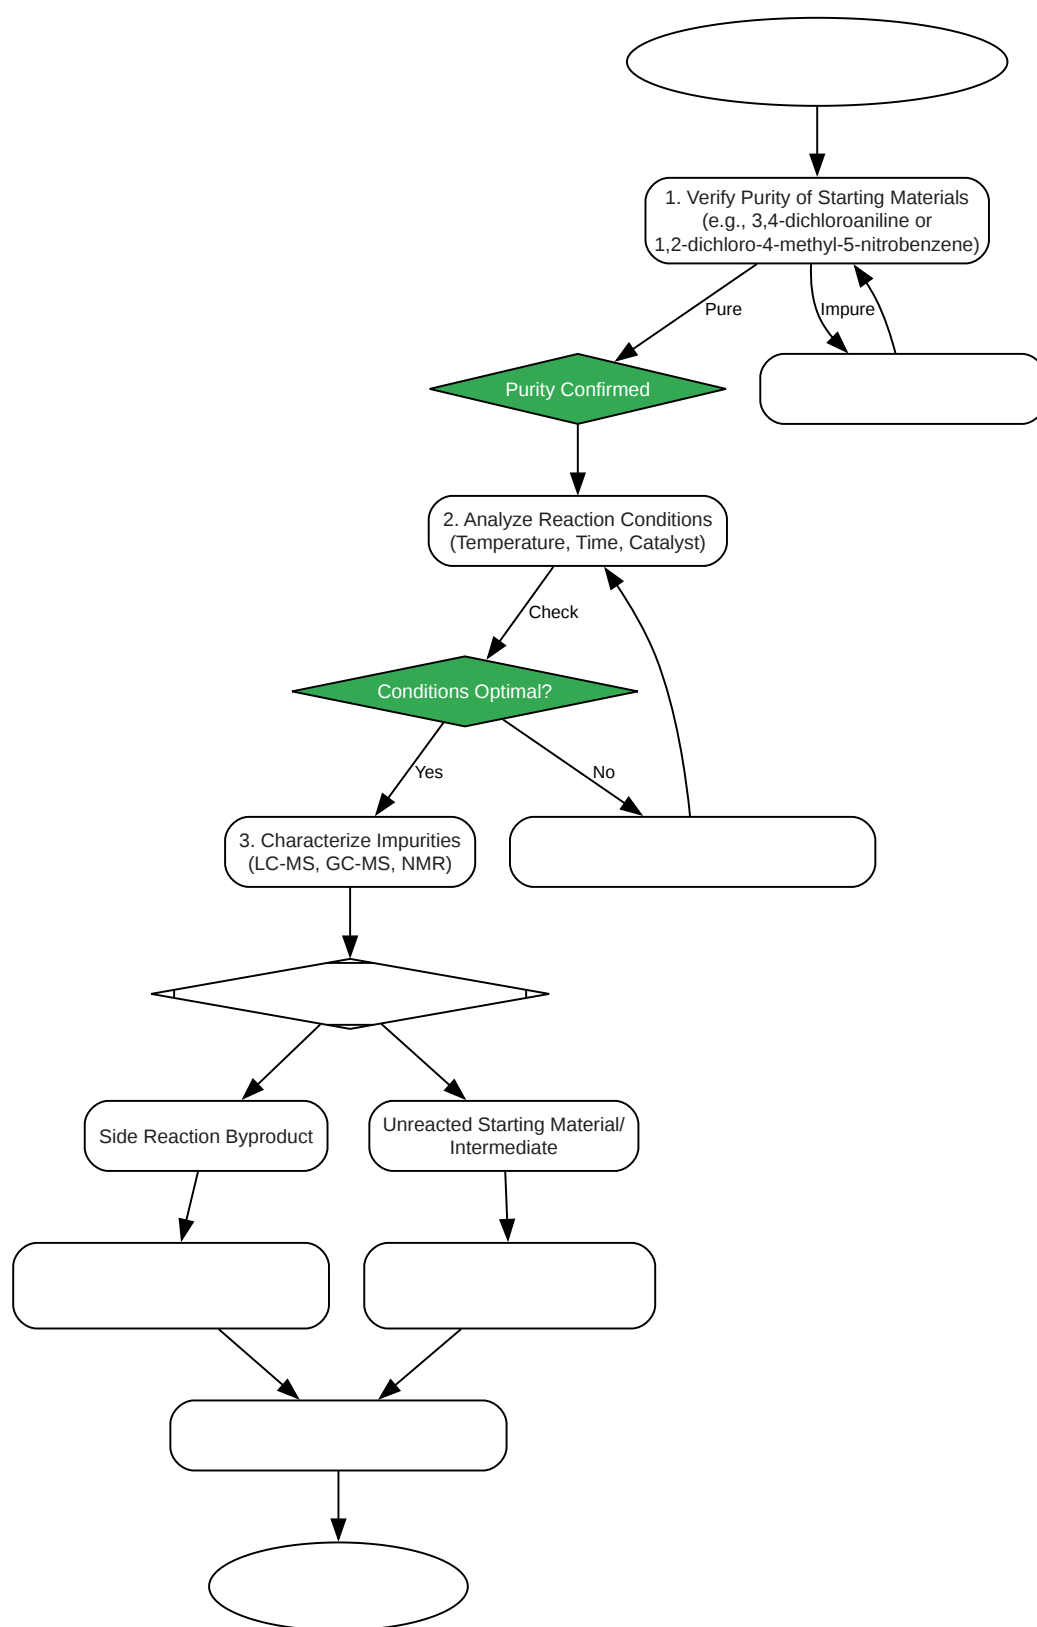 1. Verify Purity of Starting Materials
(e.g., 3,4-dichloroaniline or
1,2-dichloro-4-methyl-5-nitrobenzene)
Pure
Impure
Purity Confirmed
2. Analyze Reaction Conditions
(Temperature, Time, Catalyst)
Check
Conditions Optimal?
Yes
No
3. Characterize Impurities
(LC-MS, GC-MS, NMR)
Side Reaction Byproduct
Unreacted Starting Material/
Intermediate